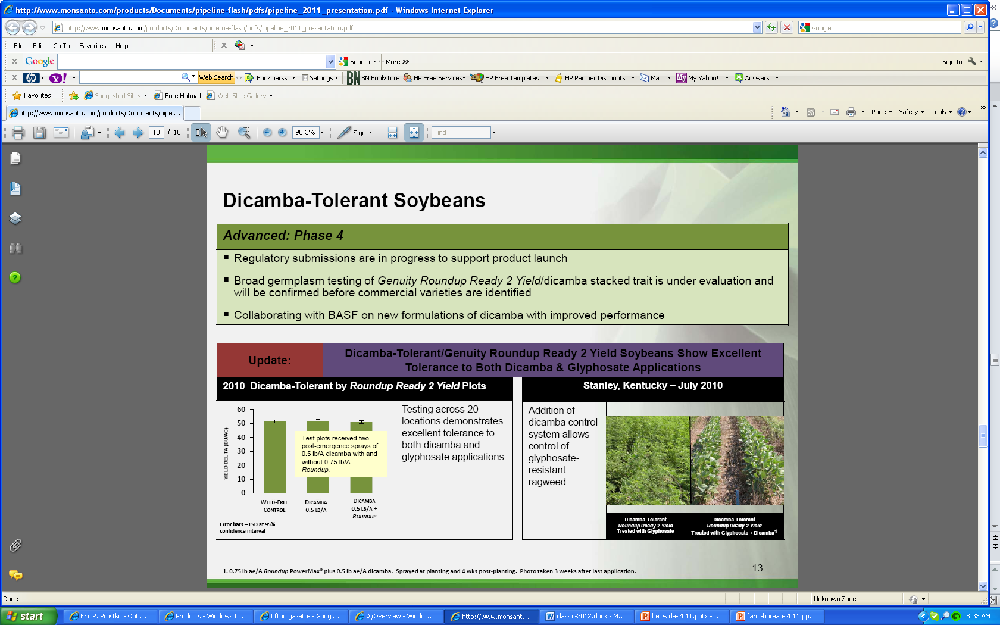 http://www.monsanto.com/products/Documents/pipeline-flash/pdfs/pipeline_2011_presentation.pdf - Windows Internet Explorer
http://www.monsanto.com/products/Documents/pipeline-flash/pdfs/pipeline_2011_presentation.pdf
Google
File Edit Go To Favorites Help
Google Search More Sign In
hp Y! Web Search Bookmarks Settings BN BN Bookstore HP Free Services HP Free Templates HP Partner Discounts Mail My My Yahoo! Answers
Favorites Suggested Sites Free Hotmail Web Slice Gallery
http://www.monsanto.com/products/Documents/pipel... Page Safety Tools
13 / 18 90.3% Sign Find
Dicamba-Tolerant Soybeans
Advanced: Phase 4
Regulatory submissions are in progress to support product launch
Broad germplasm testing of Genuity Roundup Ready 2 Yield/dicamba stacked trait is under evaluation and
will be confirmed before commercial varieties are identified
Collaborating with BASF on new formulations of dicamba with improved performance
Update:
Dicamba-Tolerant/Genuity Roundup Ready 2 Yield Soybeans Show Excellent
Tolerance to Both Dicamba & Glyphosate Applications
2010 Dicamba-Tolerant by Roundup Ready 2 Yield Plots
YIELD DELTA (BU/AC)
60
50
40
30
20
10
0
Test plots received two
post-emergence sprays of
0.5 lb/A dicamba with and
without 0.75 lb/A
Roundup.
WEED-FREE
CONTROL
DICAMBA
0.5 LB/A
DICAMBA
0.5 LB/A +
ROUNDUP
Error bars – LSD at 95%
confidence interval
Testing across 20
locations demonstrates
excellent tolerance to
both dicamba and
glyphosate applications
Stanley, Kentucky – July 2010
Addition of
dicamba control
system allows
control of
glyphosate-
resistant
ragweed
Dicamba-Tolerant
Roundup Ready 2 Yield
Treated with Glyphosate
Dicamba-Tolerant
Roundup Ready 2 Yield
Treated with Glyphosate + Dicamba1
1. 0.75 lb ae/A Roundup PowerMax® plus 0.5 lb ae/A dicamba. Sprayed at planting and 4 wks post-planting. Photo taken 3 weeks after last application.
13
Done Unknown Zone
start Eric P. Prostko - Outl... Products - Windows I... tifton gazette - Googl... #/Overview - Windo... http://www.monsant... classic-2012.docx - M... beltwide-2011.pptx - ... farm-bureau-2011.pp... 8:33 AM